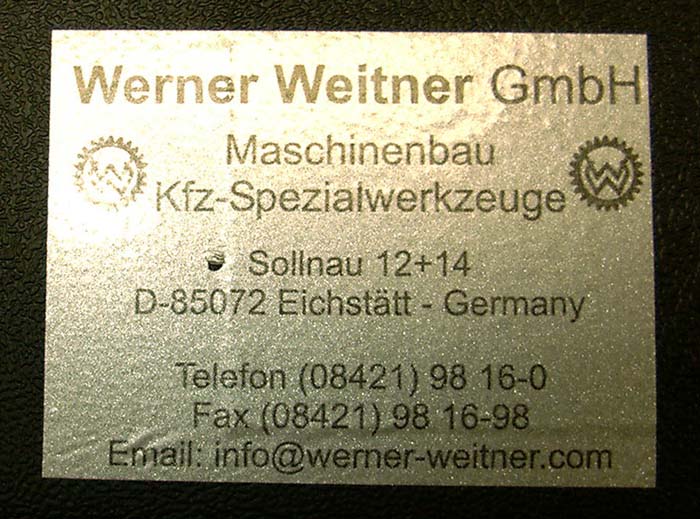 Werner Weitner GmbH
Maschinenbau
Kfz-Spezialwerkzeuge
W W
Sollnau 12+14
D-85072 Eichstätt - Germany
Telefon (08421) 98 16-0
Fax (08421) 98 16-98
Email: info@werner-weitner.com